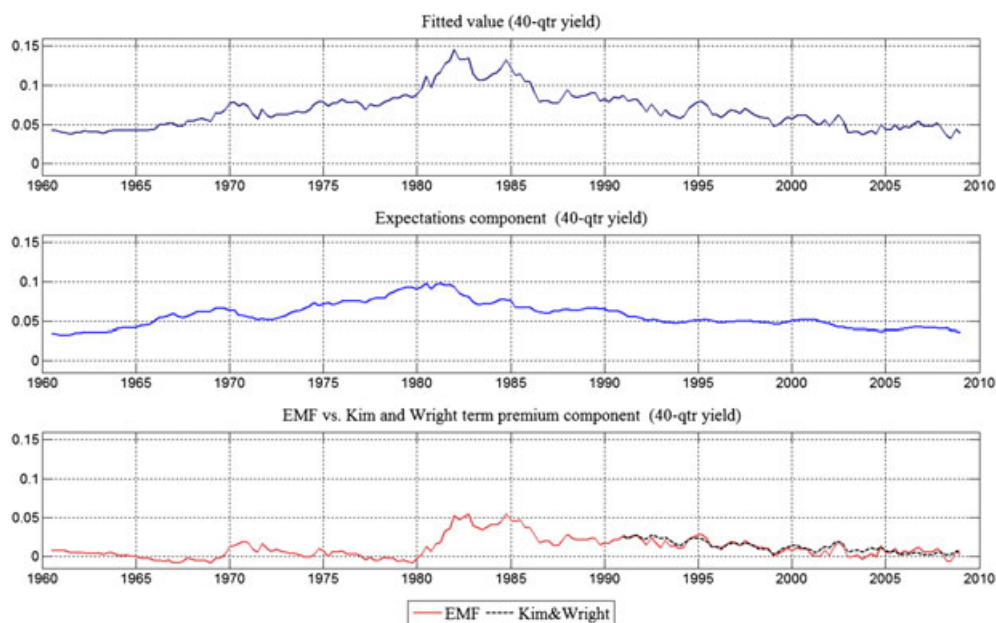 Fitted value (40-qtr yield)
0.15
0.1
0.05
0
1960 1965 1970 1975 1980 1985 1990 1995 2000 2005 2010
Expectations component (40-qtr yield)
0.15
0.1
0.05
0
1960 1965 1970 1975 1980 1985 1990 1995 2000 2005 2010
EMF vs. Kim and Wright term premium component (40-qtr yield)
0.15
0.1
0.05
0
1960 1965 1970 1975 1980 1985 1990 1995 2000 2005 2010
EMF Kim&Wright